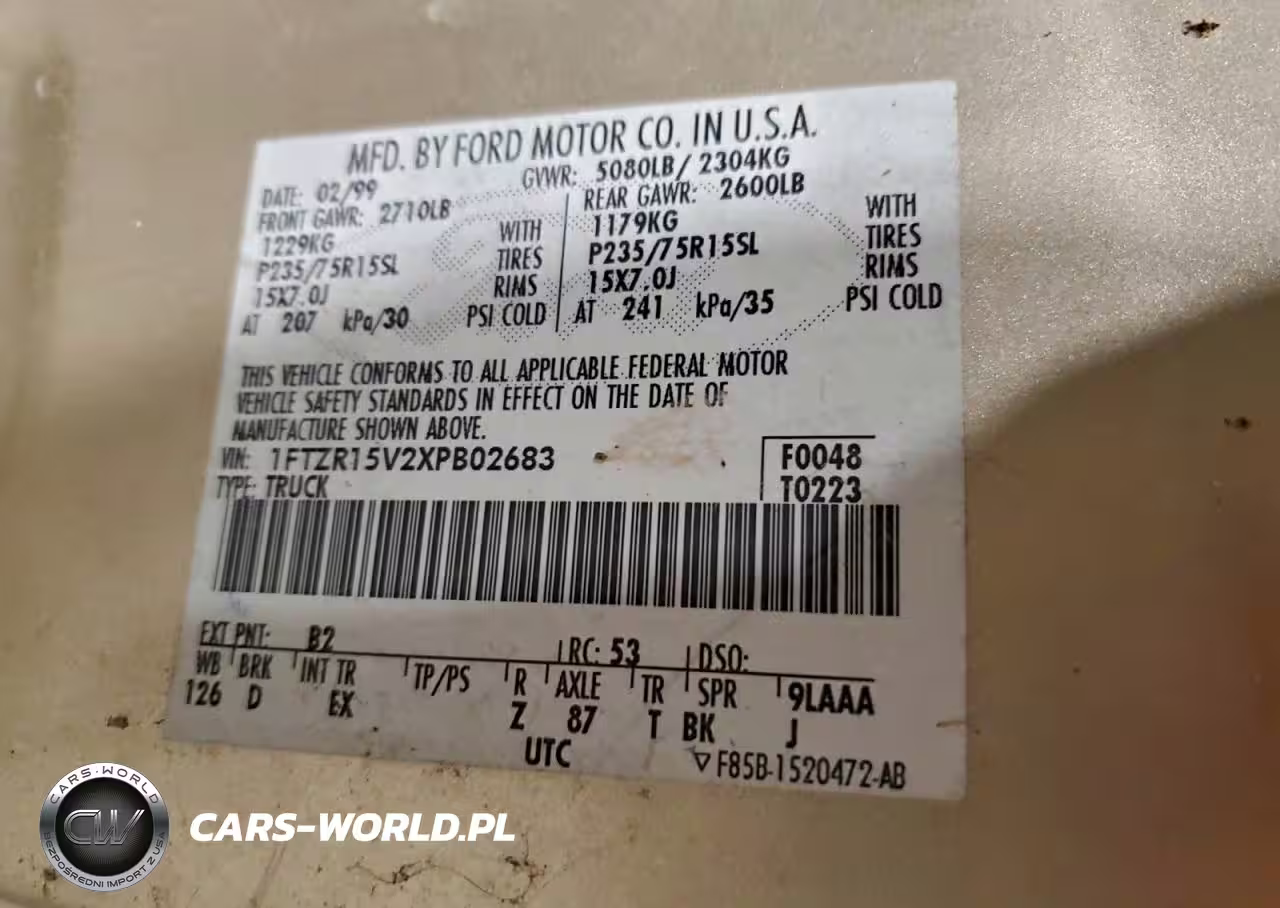 MFD. BY FORD MOTOR CO. IN U.S.A.
DATE: 02/99
GVWR: 5080LB/ 2304KG
FRONT GAWR: 2710LB
1229KG WITH
P235/75R15SL TIRES
15X7.0J RIMS
AT 207 kPa/30 PSI COLD
REAR GAWR: 2600LB
1179KG WITH
P235/75R15SL TIRES
15X7.0J RIMS
AT 241 kPa/35 PSI COLD
THIS VEHICLE CONFORMS TO ALL APPLICABLE FEDERAL MOTOR
VEHICLE SAFETY STANDARDS IN EFFECT ON THE DATE OF
MANUFACTURE SHOWN ABOVE.
VIN: 1FTZR15V2XPB02683
F0048
TYPE: TRUCK
T0223
EXT PNT: B2 RC: 53 DSO:
WB BRK INT TR TP/PS R AXLE TR SPR 9LAAA
126 D EX Z 87 T BK J
UTC
▽ F85B-1520472-AB
CARS-WORLD
CW
BEZPOŚREDNI IMPORT Z USA
CARS-WORLD.PL